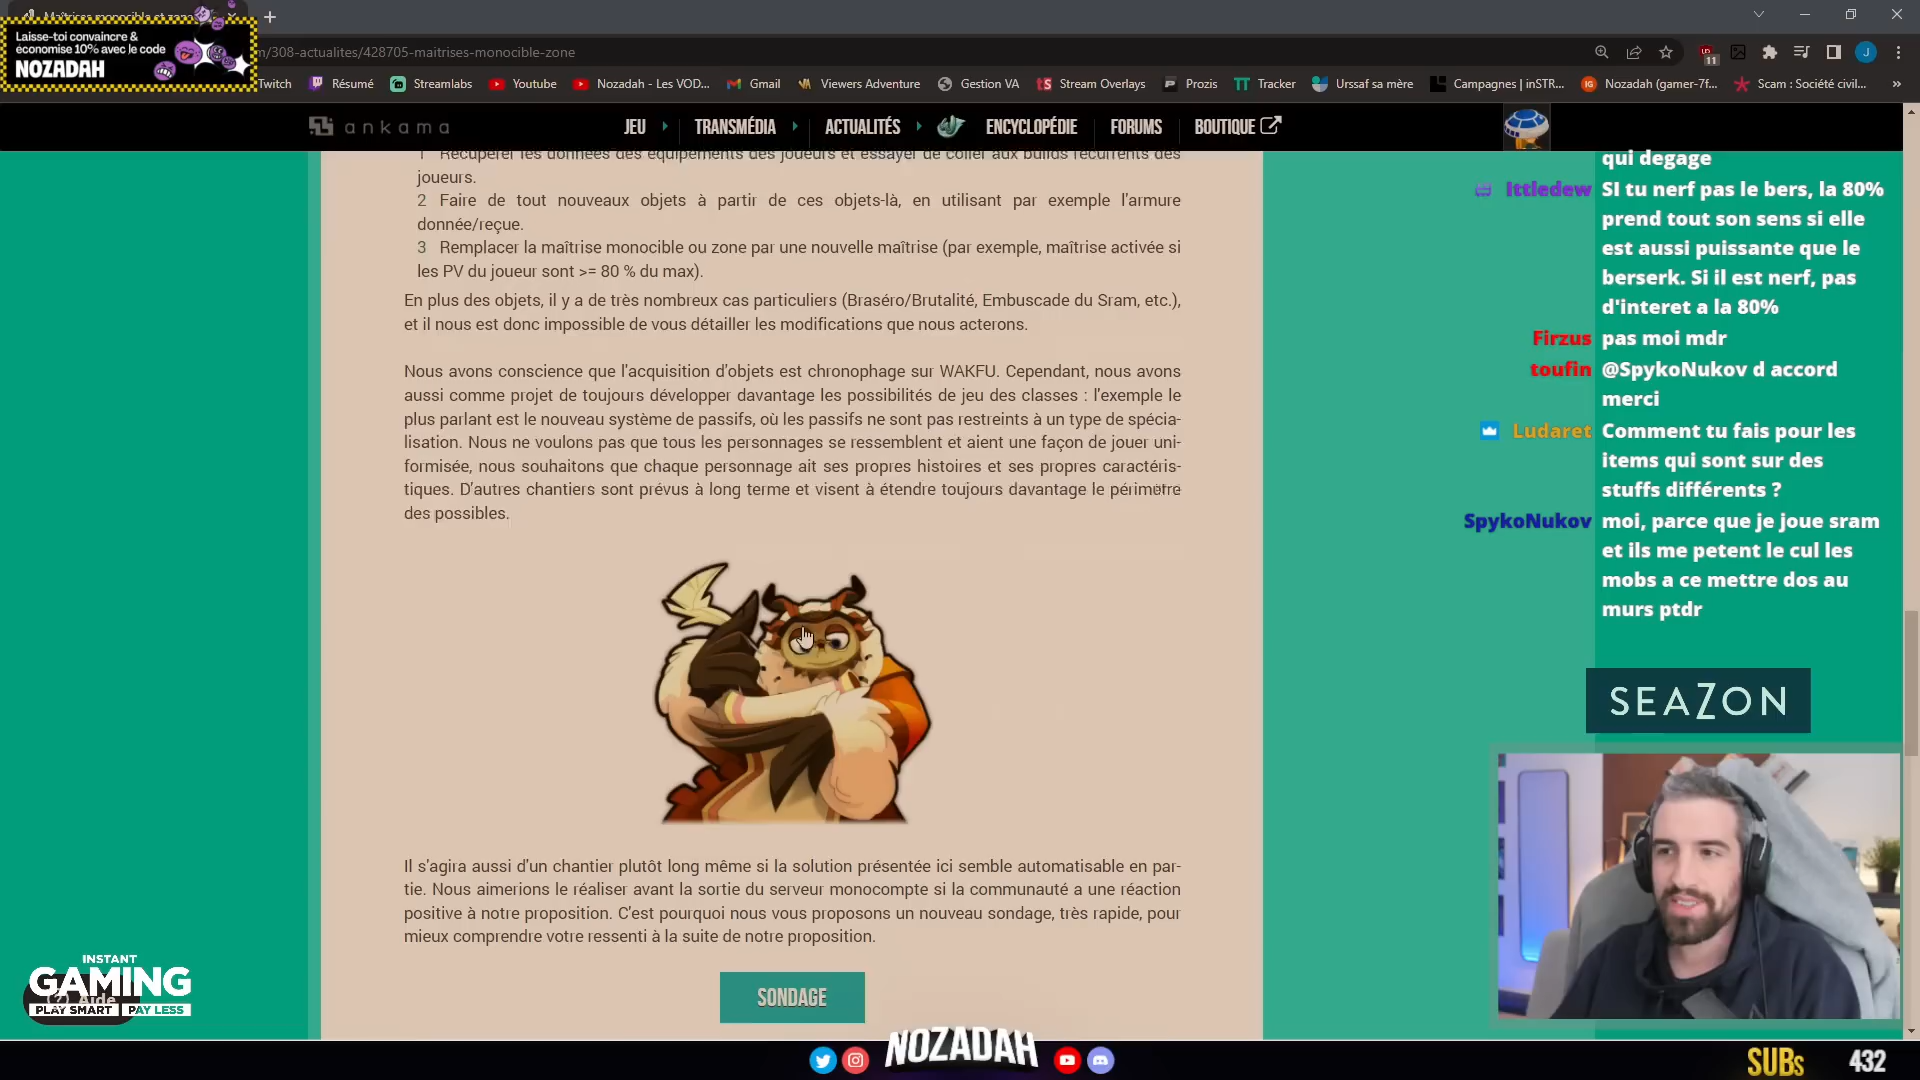 Laisse-toi convaincre &
économise 10% avec le code
NOZADAH
/308-actualites/428705-maitrises-monocible-zone
11
J
Twitch
Résumé
Streamlabs
Youtube
Nozadah - Les VOD...
Gmail
Viewers Adventure
Gestion VA
Stream Overlays
Prozis
Tracker
Urssaf sa mère
Campagnes | inSTR...
Nozadah (gamer-7f...
Scam : Société civil...
»
ankama
JEU
TRANSMÉDIA
ACTUALITÉS
ENCYCLOPÉDIE
FORUMS
BOUTIQUE
1 Récupérer les données des équipements des joueurs et essayer de coller aux builds récurrents des
joueurs.
2 Faire de tout nouveaux objets à partir de ces objets-là, en utilisant par exemple l'armure
donnée/reçue.
3 Remplacer la maîtrise monocible ou zone par une nouvelle maîtrise (par exemple, maîtrise activée si
les PV du joueur sont >= 80 % du max).
En plus des objets, il y a de très nombreux cas particuliers (Braséro/Brutalité, Embuscade du Sram, etc.),
et il nous est donc impossible de vous détailler les modifications que nous acterons.
Nous avons conscience que l'acquisition d'objets est chronophage sur WAKFU. Cependant, nous avons
aussi comme projet de toujours développer davantage les possibilités de jeu des classes : l'exemple le
plus parlant est le nouveau système de passifs, où les passifs ne sont pas restreints à un type de spécia-
lisation. Nous ne voulons pas que tous les personnages se ressemblent et aient une façon de jouer uni-
formisée, nous souhaitons que chaque personnage ait ses propres histoires et ses propres caractéris-
tiques. D'autres chantiers sont prévus à long terme et visent à étendre toujours davantage le périmètre
des possibles.
Il s'agira aussi d'un chantier plutôt long même si la solution présentée ici semble automatisable en par-
tie. Nous aimerions le réaliser avant la sortie du serveur monocompte si la communauté a une réaction
positive à notre proposition. C'est pourquoi nous vous proposons un nouveau sondage, très rapide, pour
mieux comprendre votre ressenti à la suite de notre proposition.
SONDAGE
qui degage
Ittledew SI tu nerf pas le bers, la 80%
prend tout son sens si elle
est aussi puissante que le
berserk. Si il est nerf, pas
d'interet a la 80%
Firzus pas moi mdr
toufin @SpykoNukov d accord
merci
Ludaret Comment tu fais pour les
items qui sont sur des
stuffs différents ?
SpykoNukov moi, parce que je joue sram
et ils me petent le cul les
mobs a ce mettre dos au
murs ptdr
SEAZON
INSTANT
GAMING
PLAY SMART PAY LESS
Aide
NOZADAH
SUBs 432